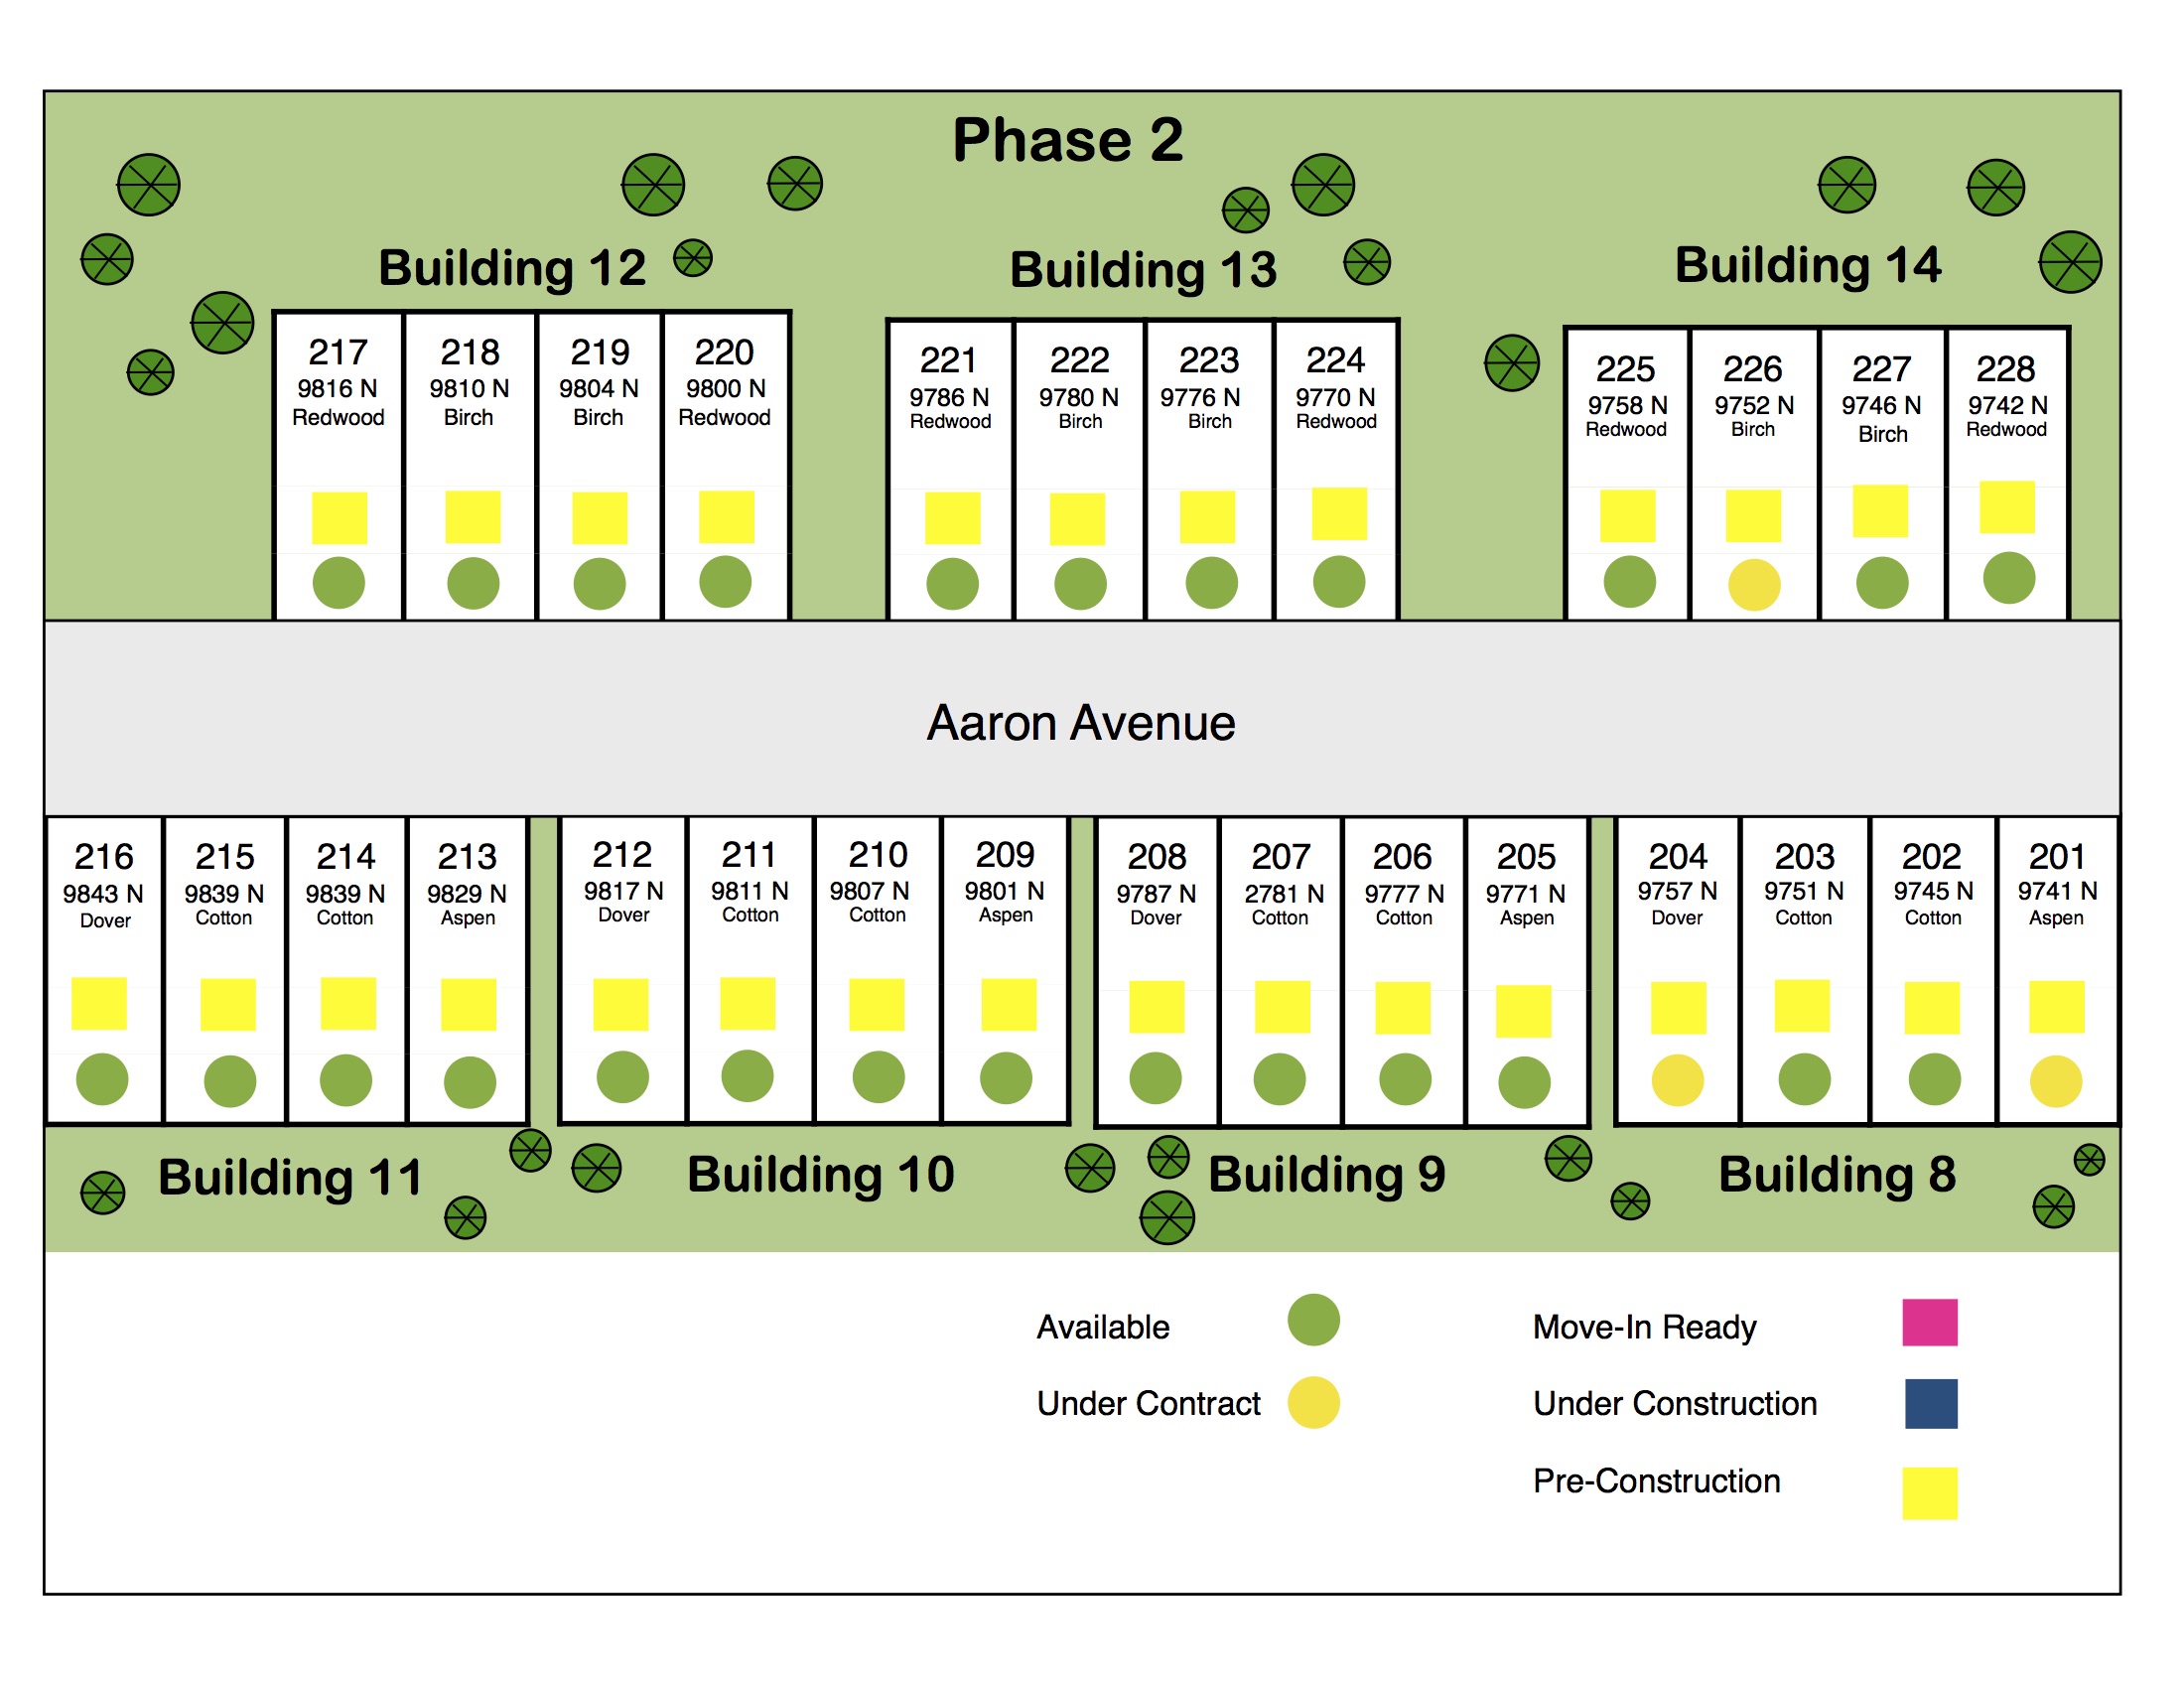 Phase 2
Building 12
Building 13
Building 14
217
9816 N
Redwood
218
9810 N
Birch
219
9804 N
Birch
220
9800 N
Redwood
221
9786 N
Redwood
222
9780 N
Birch
223
9776 N
Birch
224
9770 N
Redwood
225
9758 N
Redwood
226
9752 N
Birch
227
9746 N
Birch
228
9742 N
Redwood
Aaron Avenue
216
9843 N
Dover
215
9839 N
Cotton
214
9839 N
Cotton
213
9829 N
Aspen
212
9817 N
Dover
211
9811 N
Cotton
210
9807 N
Cotton
209
9801 N
Aspen
208
9787 N
Dover
207
2781 N
Cotton
206
9777 N
Cotton
205
9771 N
Aspen
204
9757 N
Dover
203
9751 N
Cotton
202
9745 N
Cotton
201
9741 N
Aspen
Building 11
Building 10
Building 9
Building 8
Available
Under Contract
Move-In Ready
Under Construction
Pre-Construction